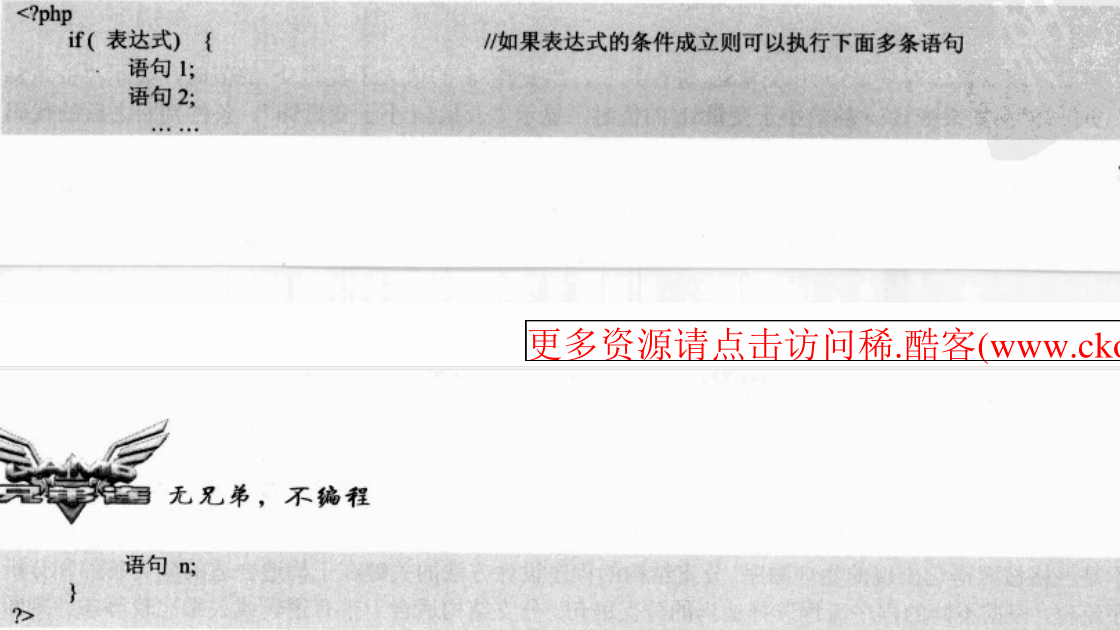 <?php
if ( 表达式) { //如果表达式的条件成立则可以执行下面多条语句
语句 1;
语句 2;
… …
更多资源请点击访问稀.酷客(www.cko
无兄弟，不编程
语句 n;
}
?>